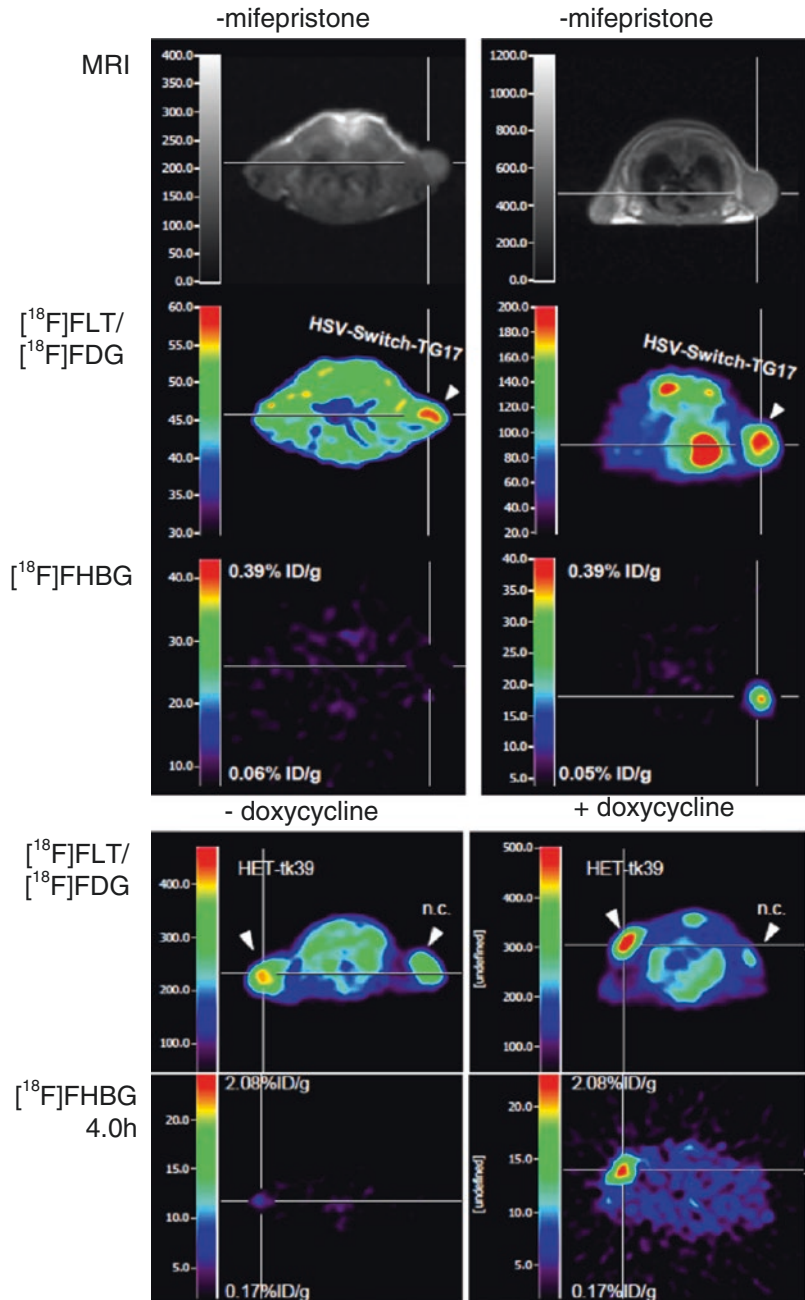 -mifepristone
-mifepristone
MRI
400.0
350.0
300.0
250.0
200.0
150.0
100.0
50.0
0.0
1200.0
1000.0
800.0
600.0
400.0
200.0
0.0
[18F]FLT/
[18F]FDG
60.0
55.0
50.0
45.0
40.0
35.0
30.0
HSV-Switch-TG17
200.0
180.0
160.0
140.0
120.0
100.0
80.0
60.0
40.0
20.0
HSV-Switch-TG17
[18F]FHBG
40.0
30.0
20.0
10.0
0.39% ID/g
0.06% ID/g
40.0
35.0
30.0
25.0
20.0
15.0
10.0
5.0
0.39% ID/g
0.05% ID/g
- doxycycline
+ doxycycline
[18F]FLT/
[18F]FDG
400.0
300.0
200.0
100.0
HET-tk39
n.c.
500.0
400.0
300.0
200.0
100.0
[undefined]
HET-tk39
n.c.
[18F]FHBG
4.0h
20.0
15.0
10.0
5.0
2.08%ID/g
0.17%ID/g
20.0
15.0
10.0
5.0
[undefined]
2.08%ID/g
0.17%ID/g